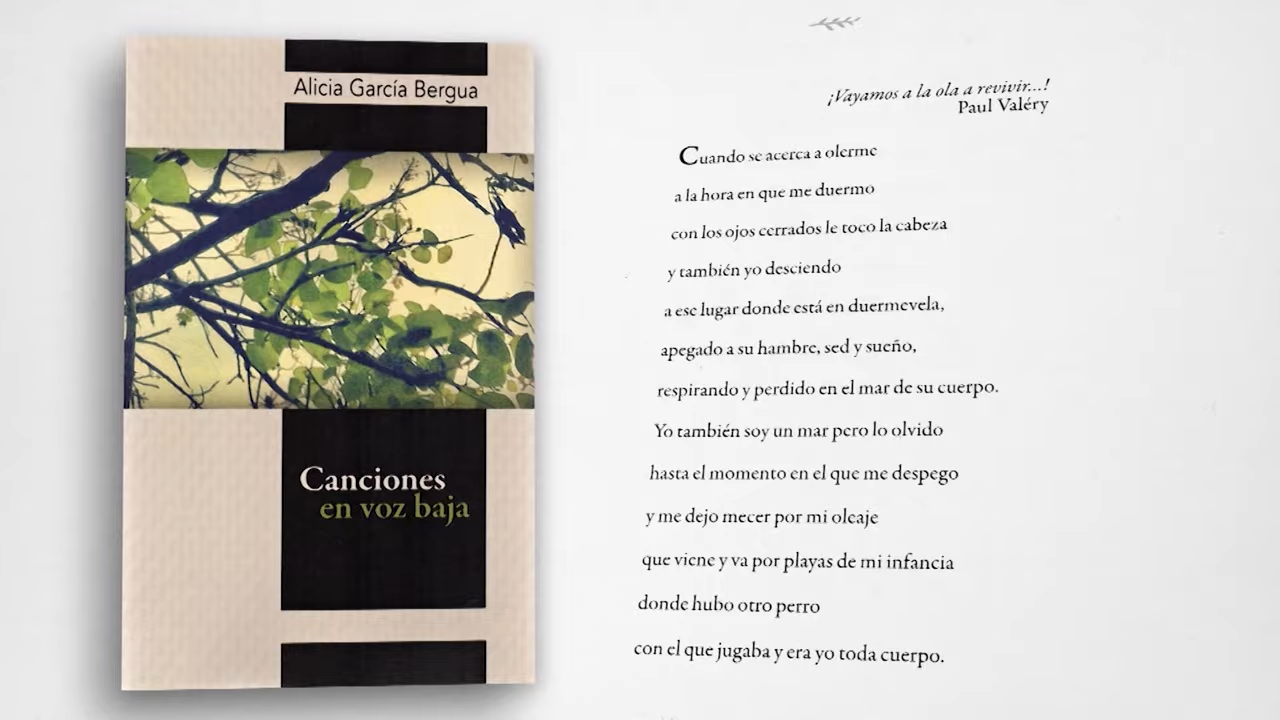 Alicia García Bergua
Canciones
en voz baja
¡Vayamos a la ola a revivir...!
Paul Valéry
Cuando se acerca a olerme
a la hora en que me duermo
con los ojos cerrados le toco la cabeza
y también yo desciendo
a ese lugar donde está en duermevela,
apegado a su hambre, sed y sueño,
respirando y perdido en el mar de su cuerpo.
Yo también soy un mar pero lo olvido
hasta el momento en el que me despego
y me dejo mecer por mi oleaje
que viene y va por playas de mi infancia
donde hubo otro perro
con el que jugaba y era yo toda cuerpo.